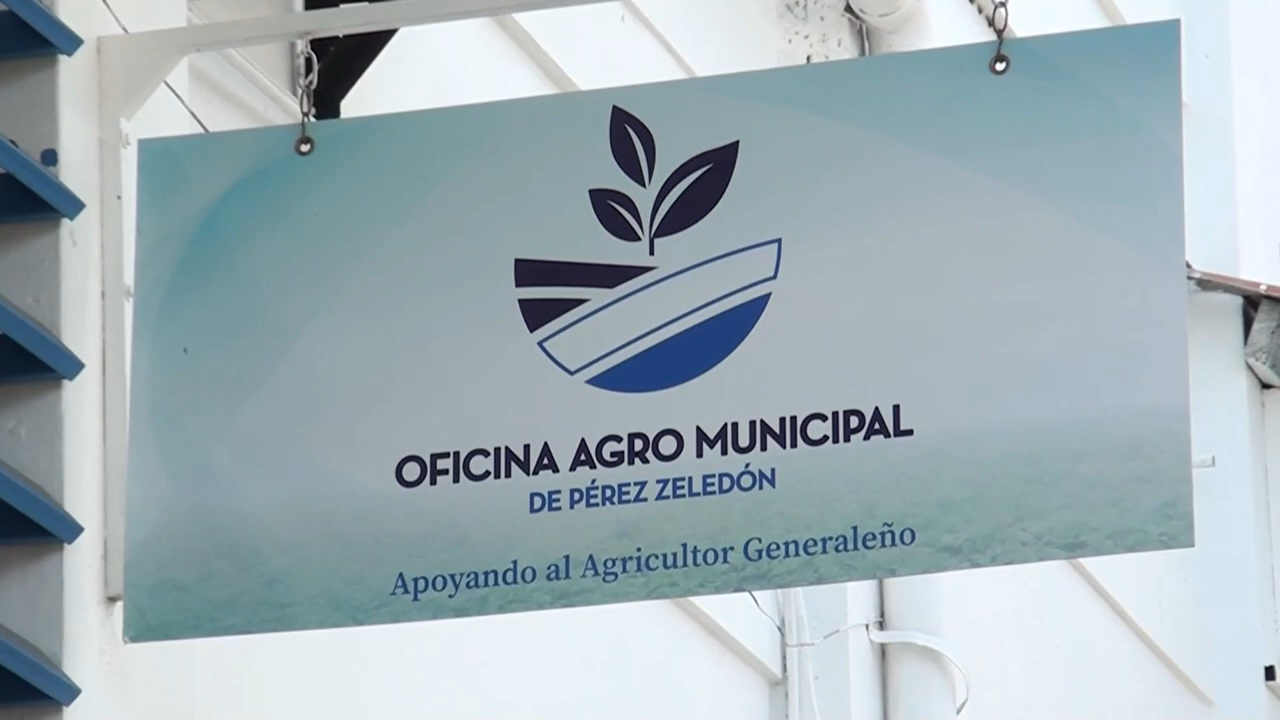 OFICINA AGRO MUNICIPAL
DE PÉREZ ZELEDÓN
Apoyando al Agricultor Generaleño